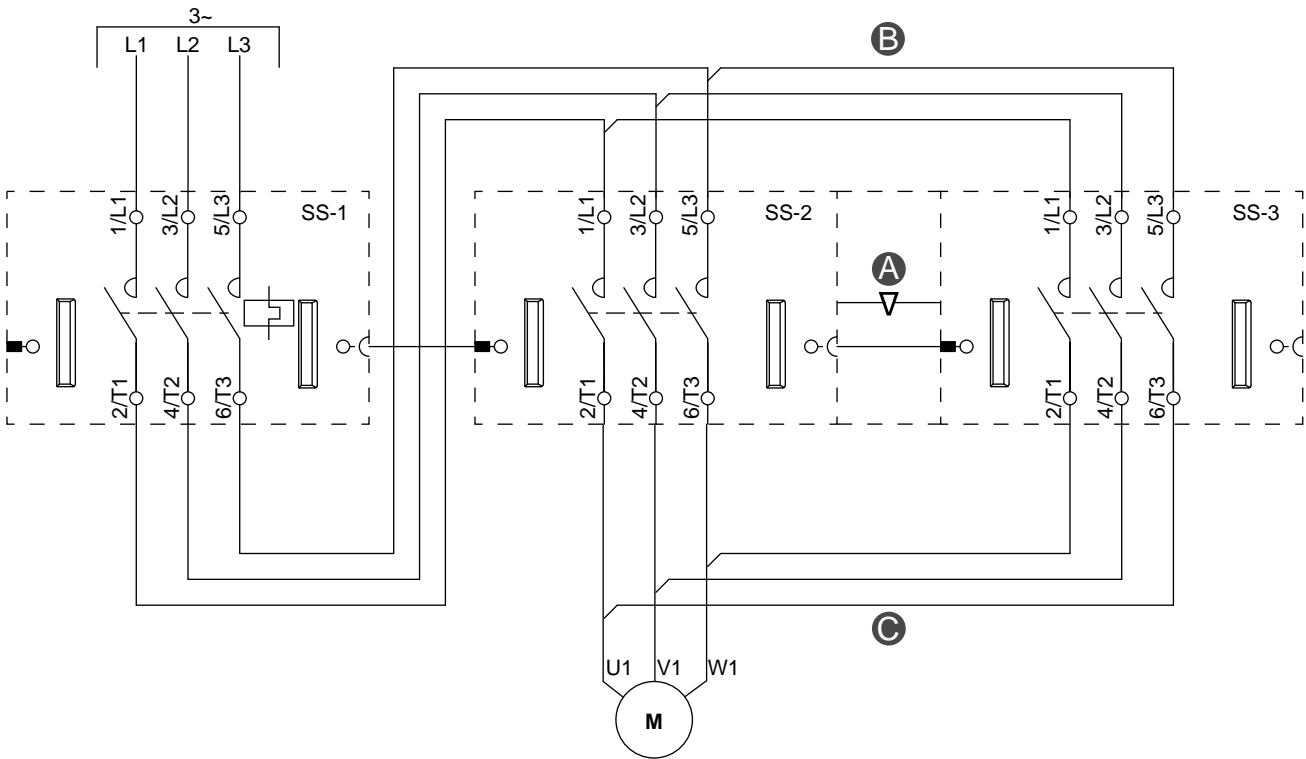 3~
L1 L2 L3
B
1/L1 3/L2 5/L3 SS-1
1/L1 3/L2 5/L3 SS-2
1/L1 3/L2 5/L3 SS-3
A
2/T1 4/T2 6/T3
2/T1 4/T2 6/T3
2/T1 4/T2 6/T3
C
U1 V1 W1
M